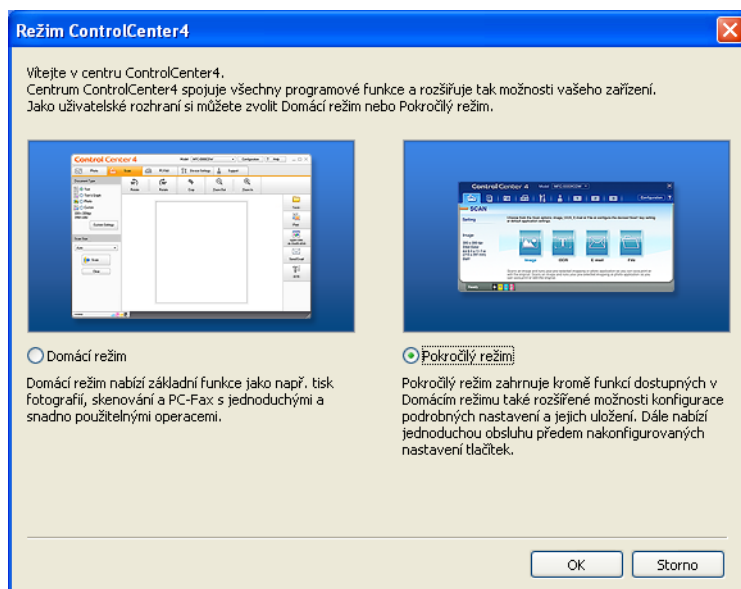 Režim ControlCenter4
Vítejte v centru ControlCenter4.
Centrum ControlCenter4 spojuje všechny programové funkce a rozšiřuje tak možnosti vašeho zařízení.
Jako uživatelské rozhraní si můžete zvolit Domácí režim nebo Pokročilý režim.
Control Center 4
Control Center 4
SCAN
Image
OCR
E-mail
File
Domácí režim
Domácí režim nabízí základní funkce jako např. tisk
fotografií, skenování a PC-Fax s jednoduchými a
snadno použitelnými operacemi.
Pokročilý režim
Pokročilý režim zahrnuje kromě funkcí dostupných v
Domácím režimu také rozšířené možnosti konfigurace
podrobných nastavení a jejich uložení. Dále nabízí
jednoduchou obsluhu předem nakonfigurovaných
nastavení tlačítek.
OK
Storno